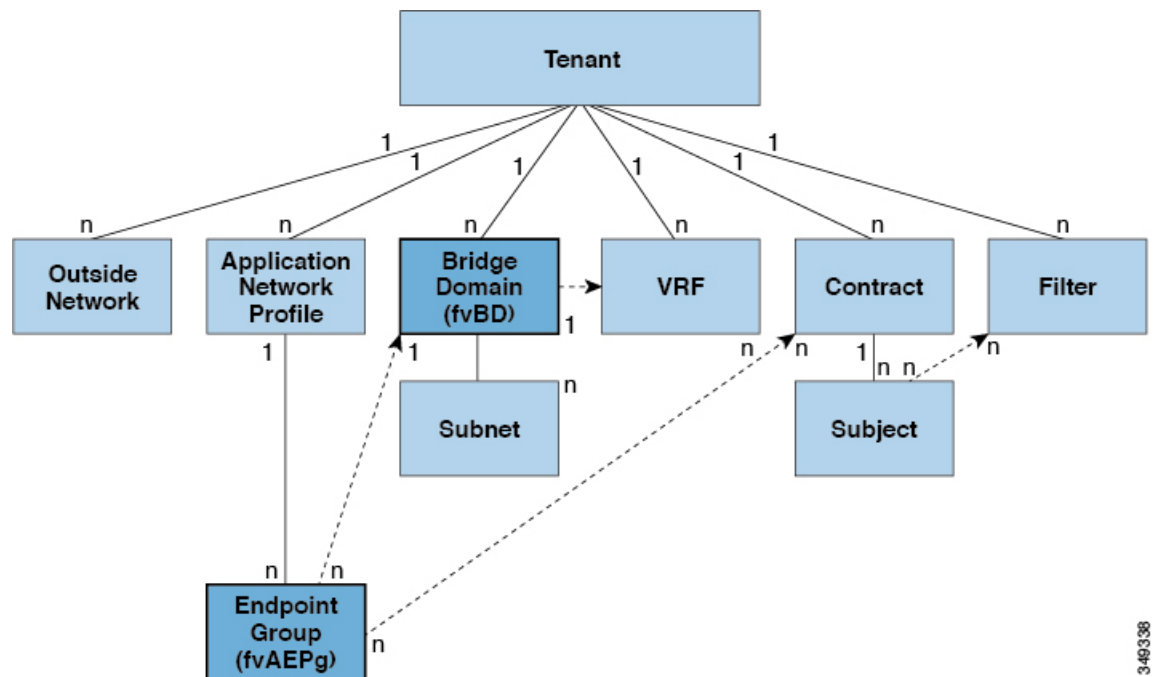 Tenant
1
1
1
1
1
1
n
n
n
n
n
n
Outside
Network
Application
Network
Profile
Bridge
Domain
(fvBD)
VRF
Contract
Filter
1
1
1
n
n
1
n
n
n
n
Subnet
Subject
n
n
Endpoint
Group
(fvAEPg)
n
349338